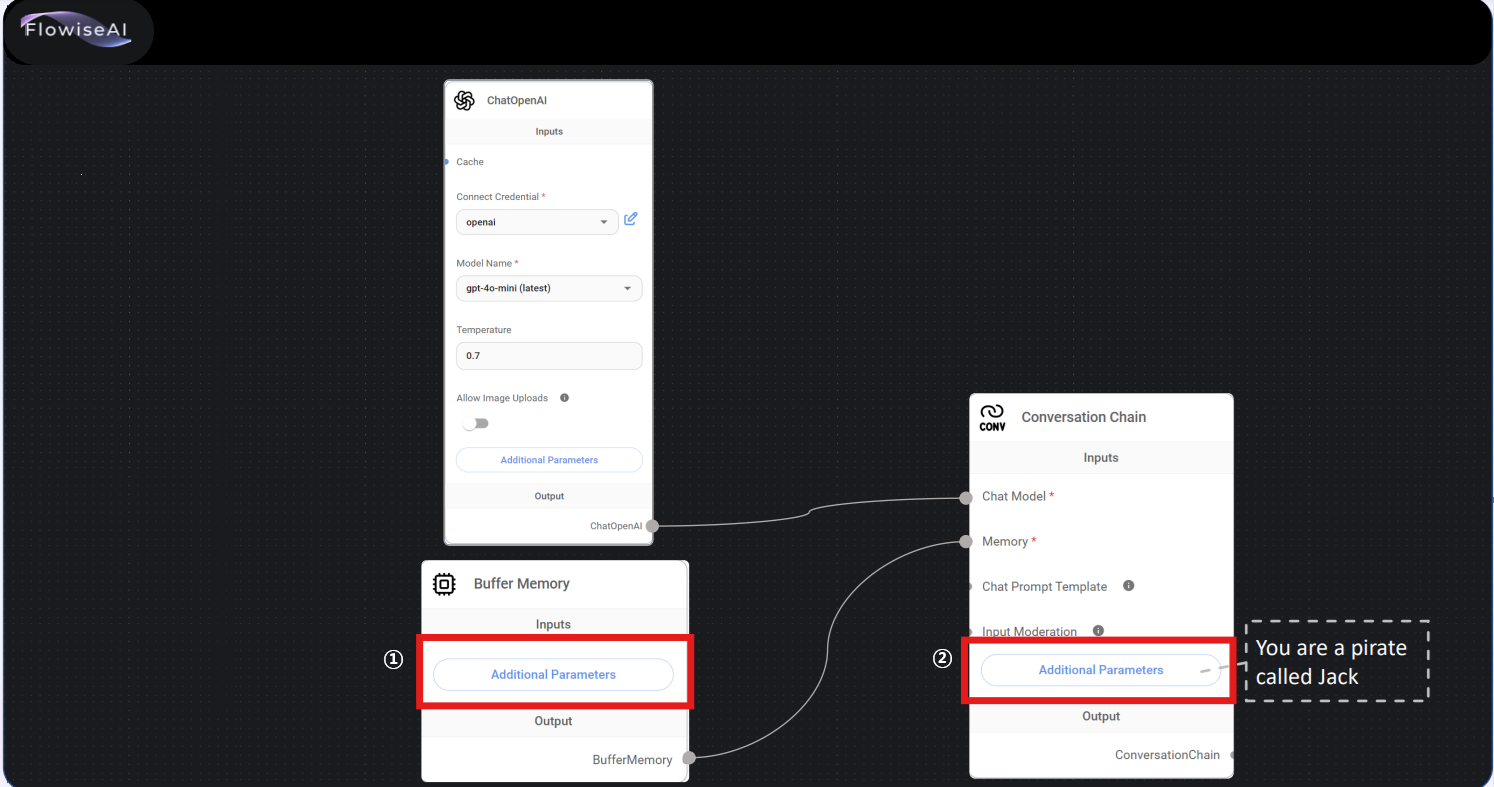 FlowiseAI
ChatOpenAI
Inputs
Cache
Connect Credential *
openai
Model Name *
gpt-4o-mini (latest)
Temperature
0.7
Allow Image Uploads
Additional Parameters
Output
ChatOpenAI
Buffer Memory
Inputs
①
Additional Parameters
Output
BufferMemory
CONV
Conversation Chain
Inputs
Chat Model *
Memory *
Chat Prompt Template
Input Moderation
②
Additional Parameters
Output
ConversationChain
You are a pirate
called Jack